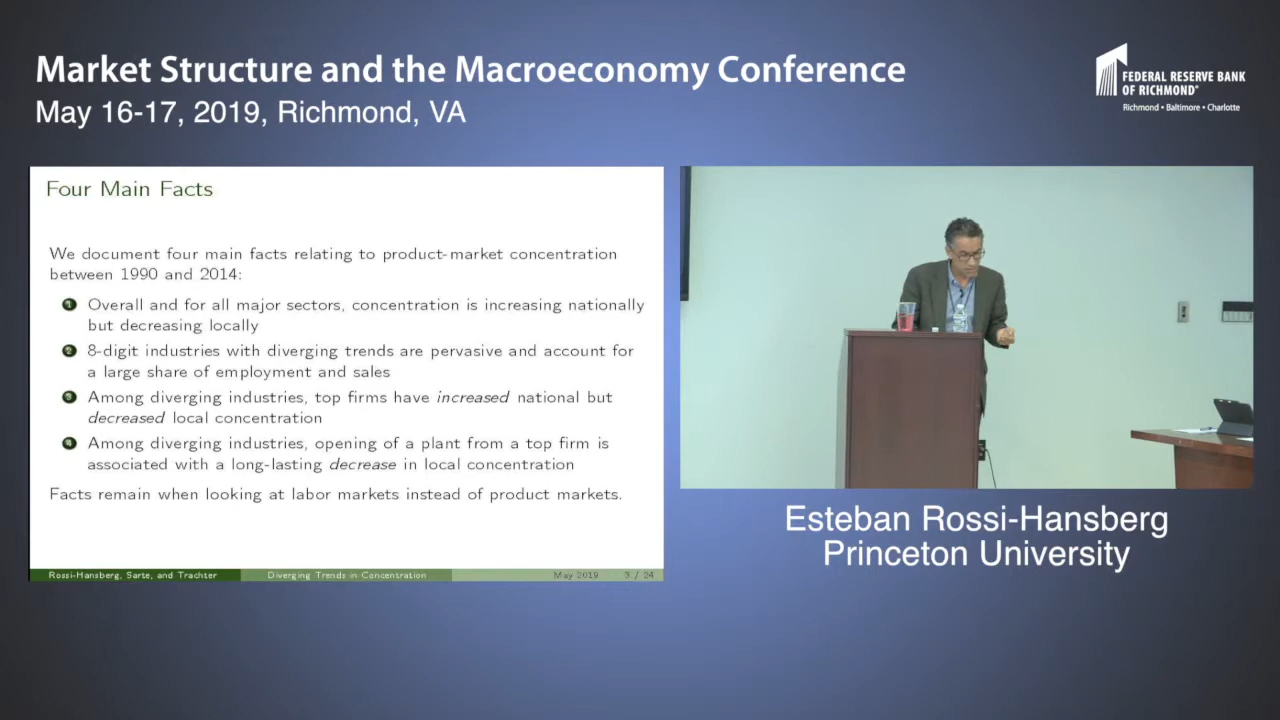 Market Structure and the Macroeconomy Conference
May 16-17, 2019, Richmond, VA
FEDERAL RESERVE BANK
OF RICHMOND®
Richmond • Baltimore • Charlotte
Four Main Facts
We document four main facts relating to product-market concentration
between 1990 and 2014:
1 Overall and for all major sectors, concentration is increasing nationally
but decreasing locally
2 8-digit industries with diverging trends are pervasive and account for
a large share of employment and sales
3 Among diverging industries, top firms have increased national but
decreased local concentration
4 Among diverging industries, opening of a plant from a top firm is
associated with a long-lasting decrease in local concentration
Facts remain when looking at labor markets instead of product markets.
Rossi-Hansberg, Sarte, and Trachter Diverging Trends in Concentration May 2019 3 / 24
Esteban Rossi-Hansberg
Princeton University